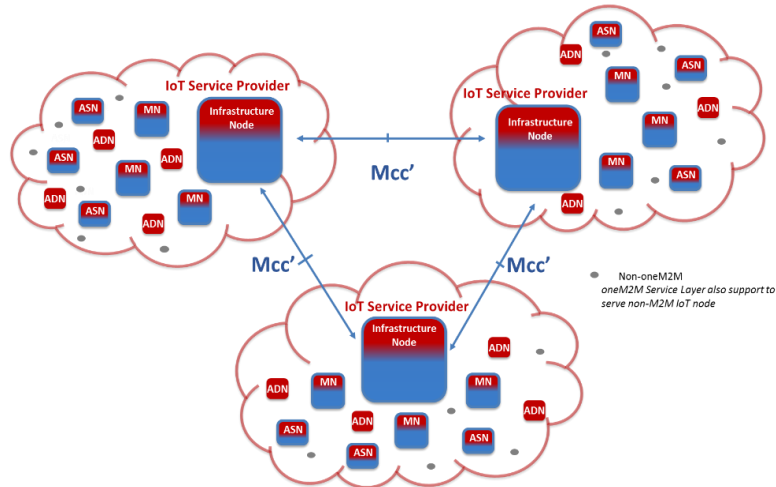 IoT Service Provider
Infrastructure
Node
ASN
MN
ADN
ASN
MN
ADN
ADN
ASN
MN
ADN
Mcc’
IoT Service Provider
Infrastructure
Node
ASN
ADN
MN
ASN
ADN
MN
MN
ASN
ADN
Mcc’
Mcc’
IoT Service Provider
Infrastructure
Node
ADN
ADN
MN
MN
ADN
ADN
MN
ASN
ASN
ASN
Non-oneM2M
oneM2M Service Layer also support to
serve non-M2M IoT node